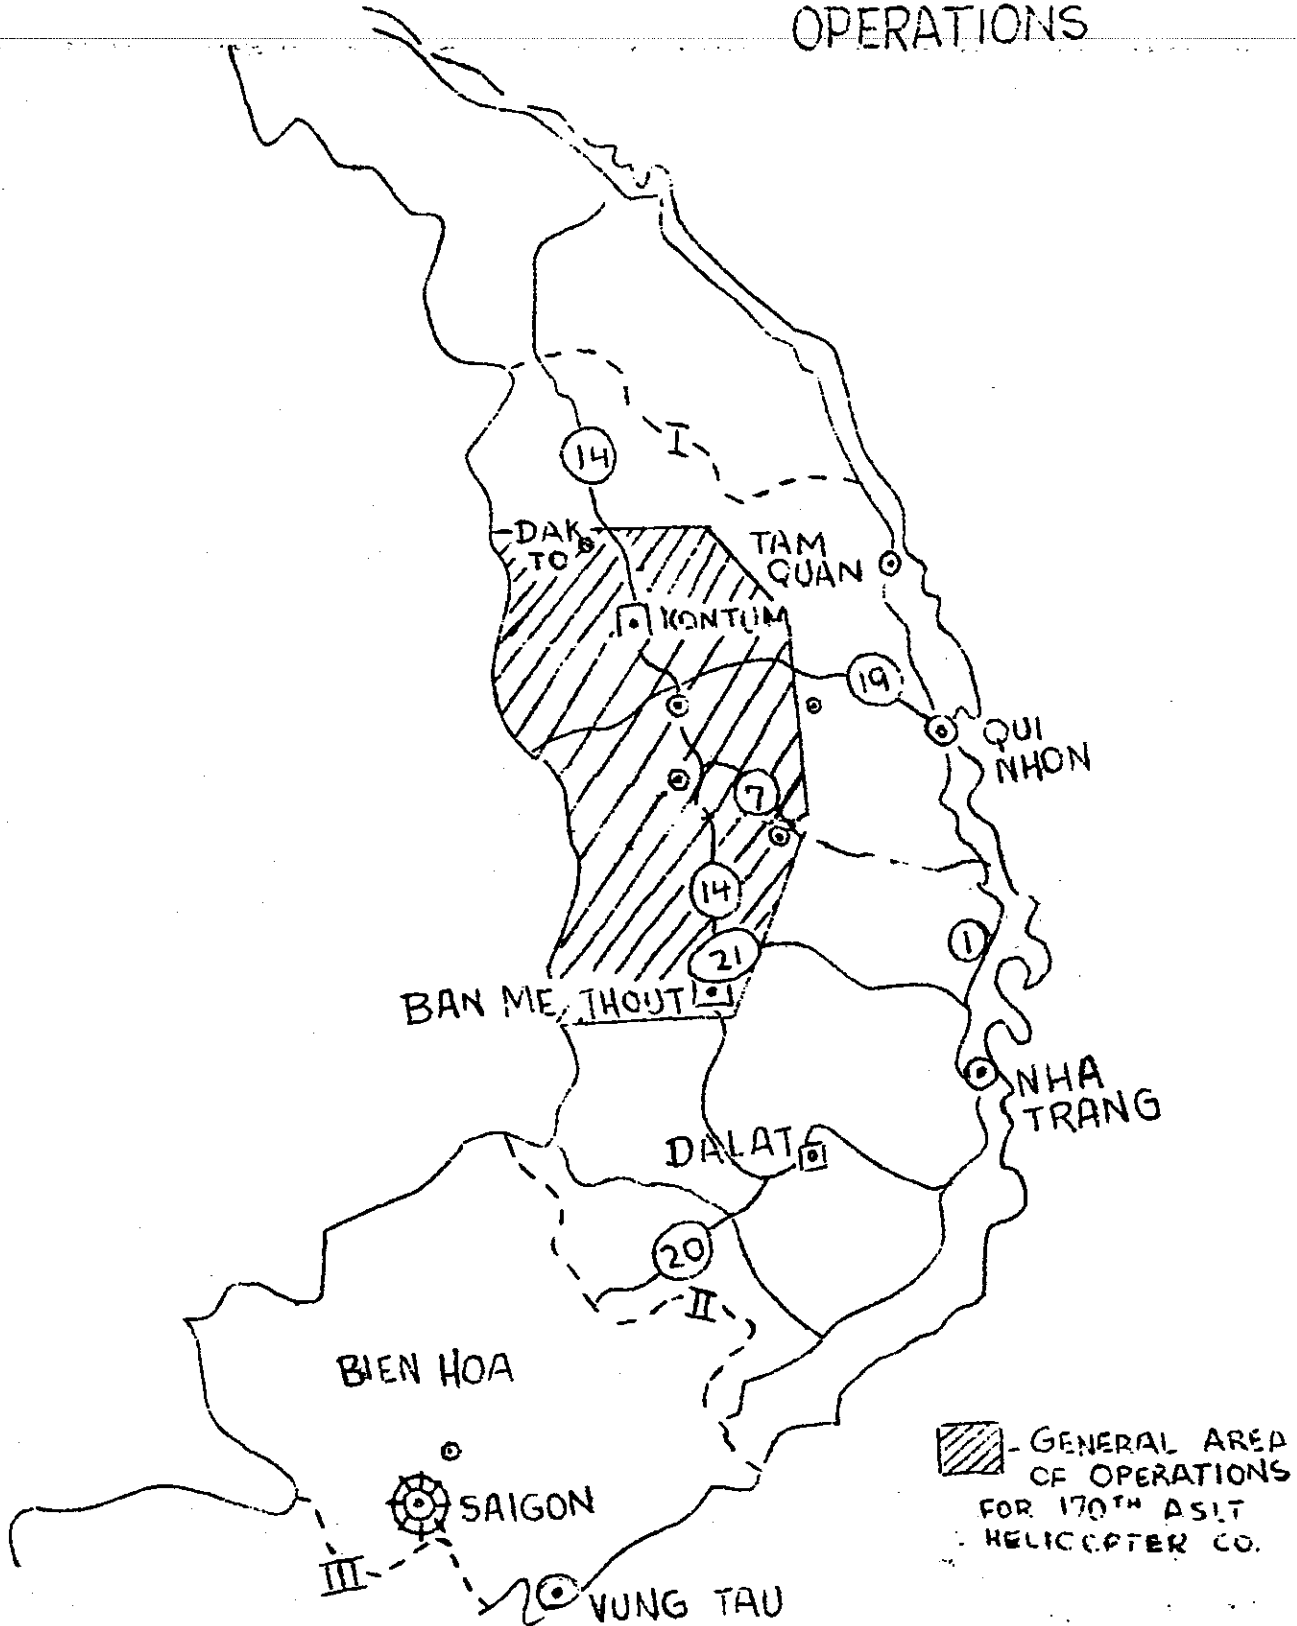 OPERATIONS
14
I
DAK
TO
TAM
QUAN
KONTUM
19
QUI
NHON
7
14
21
1
BAN ME THOUT
NHA
TRANG
DALAT
20
II
BIEN HOA
SAIGON
III
VUNG TAU
- GENERAL AREA
OF OPERATIONS
FOR 170TH ASLT
HELICOPTER CO.